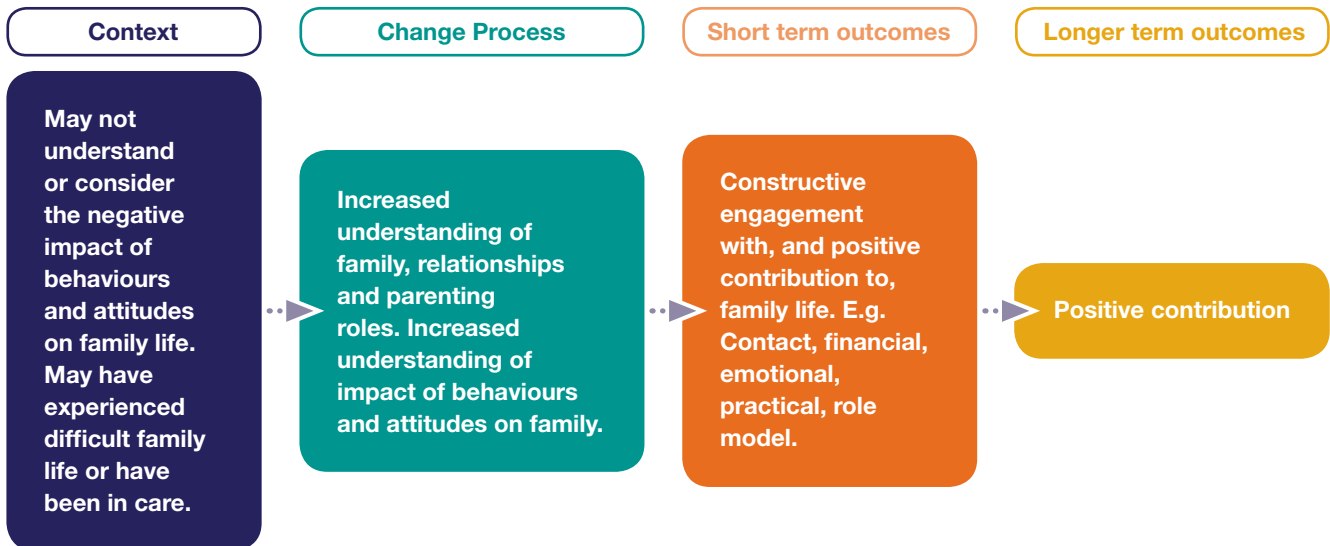 Context
Change Process
Short term outcomes
Longer term outcomes
May not
understand
or consider
the negative
impact of
behaviours
and attitudes
on family life.
May have
experienced
difficult family
life or have
been in care.
Increased
understanding of
family, relationships
and parenting
roles. Increased
understanding of
impact of behaviours
and attitudes on family.
Constructive
engagement
with, and positive
contribution to,
family life. E.g.
Contact, financial,
emotional,
practical, role
model.
Positive contribution